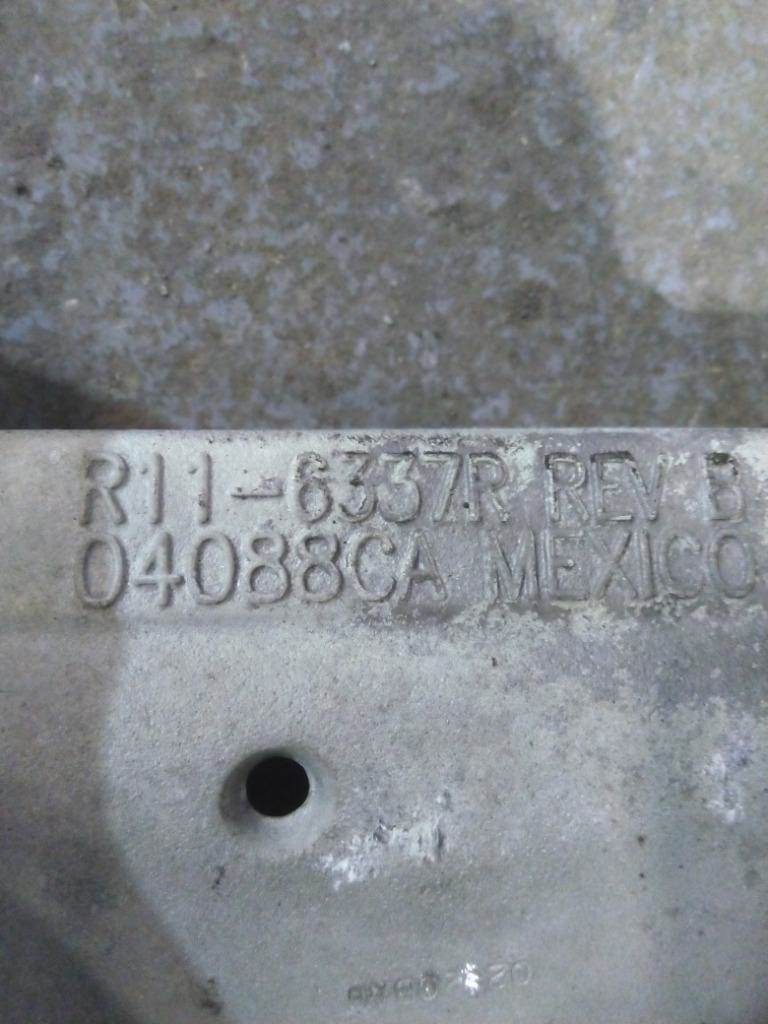 R11-6337R REV B
04088CA MEXICO